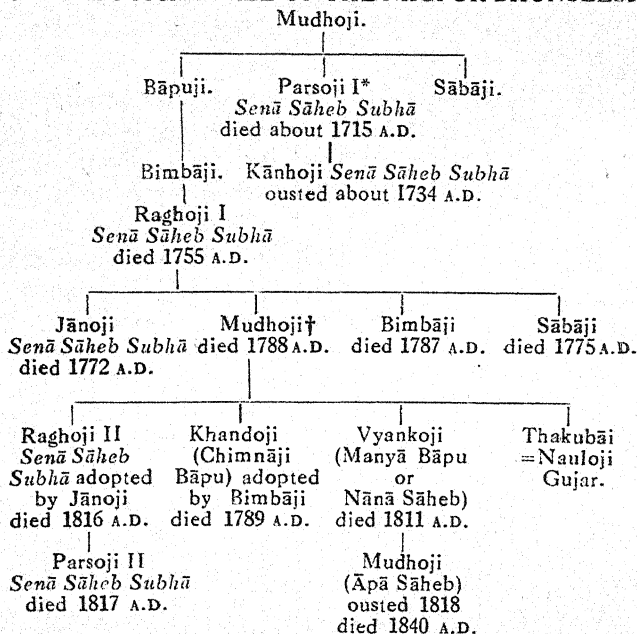 Mudhoji.
Bāpuji. Parsoji I* Sābāji.
Senā Sāheb Subhā
died about 1715 A.D.
Bimbāji. Kānhoji Senā Sāheb Subhā
ousted about 1734 A.D.
Raghoji I
Senā Sāheb Subhā
died 1755 A.D.
Jānoji Mudhoji† Bimbāji Sābāji
Senā Sāheb Subhā died 1788 A.D. died 1787 A.D. died 1775 A.D.
died 1772 A.D.
Raghoji II Khandoji Vyankoji Thakubāi
Senā Sāheb (Chimnāji (Manyā Bāpu =Nauloji
Subhā adopted Bāpu) adopted or Gujar.
by Jānoji by Bimbāji Nānā Sāheb)
died 1816 A.D. died 1789 A.D. died 1811 A.D.
Parsoji II Mudhoji
Senā Sāheb Subhā (Āpā Sāheb)
died 1817 A.D. ousted 1818
died 1840 A.D.